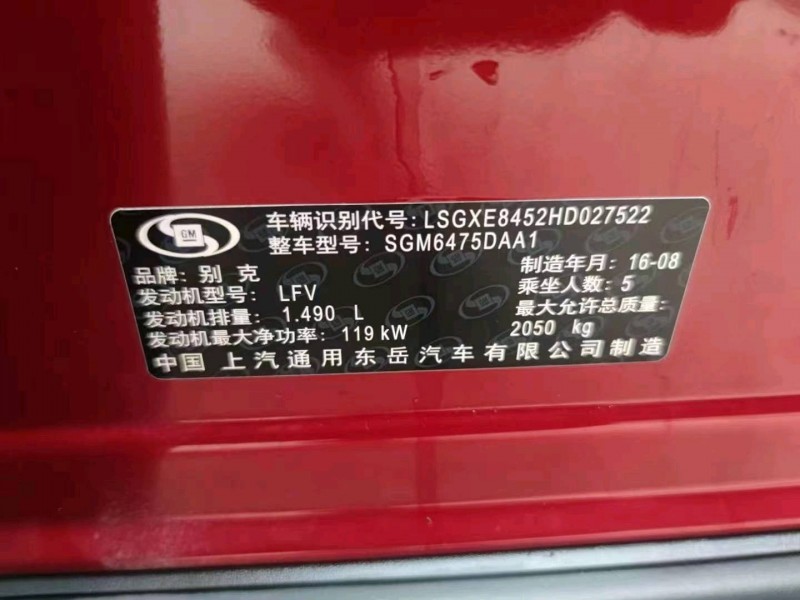 GM
车辆识别代号: LSGXE8452HD027522
整车型号: SGM6475DAA1
品牌: 别克
制造年月: 16-08
发动机型号: LFV
乘坐人数: 5
发动机排量: 1.490 L
最大允许总质量:
发动机最大净功率: 119 kW
2050 kg
中国 上汽通用东岳汽车有限公司制造